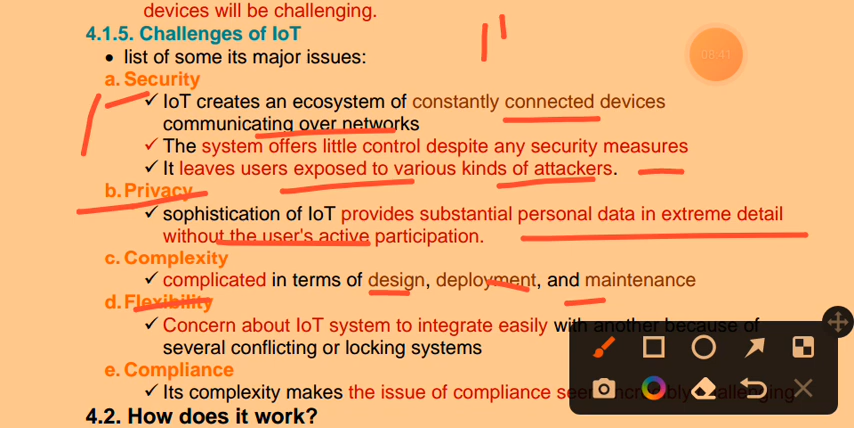 devices will be challenging.
4.1.5. Challenges of IoT
• list of some its major issues:
a. Security
✓ IoT creates an ecosystem of constantly connected devices
communicating over networks
✓ The system offers little control despite any security measures
✓ It leaves users exposed to various kinds of attackers.
b. Privacy
✓ sophistication of IoT provides substantial personal data in extreme detail
without the user's active participation.
c. Complexity
✓ complicated in terms of design, deployment, and maintenance
d. Flexibility
✓ Concern about IoT system to integrate easily with another because of
several conflicting or locking systems
e. Compliance
✓ Its complexity makes the issue of compliance seem incredibly challenging
4.2. How does it work?
08:41